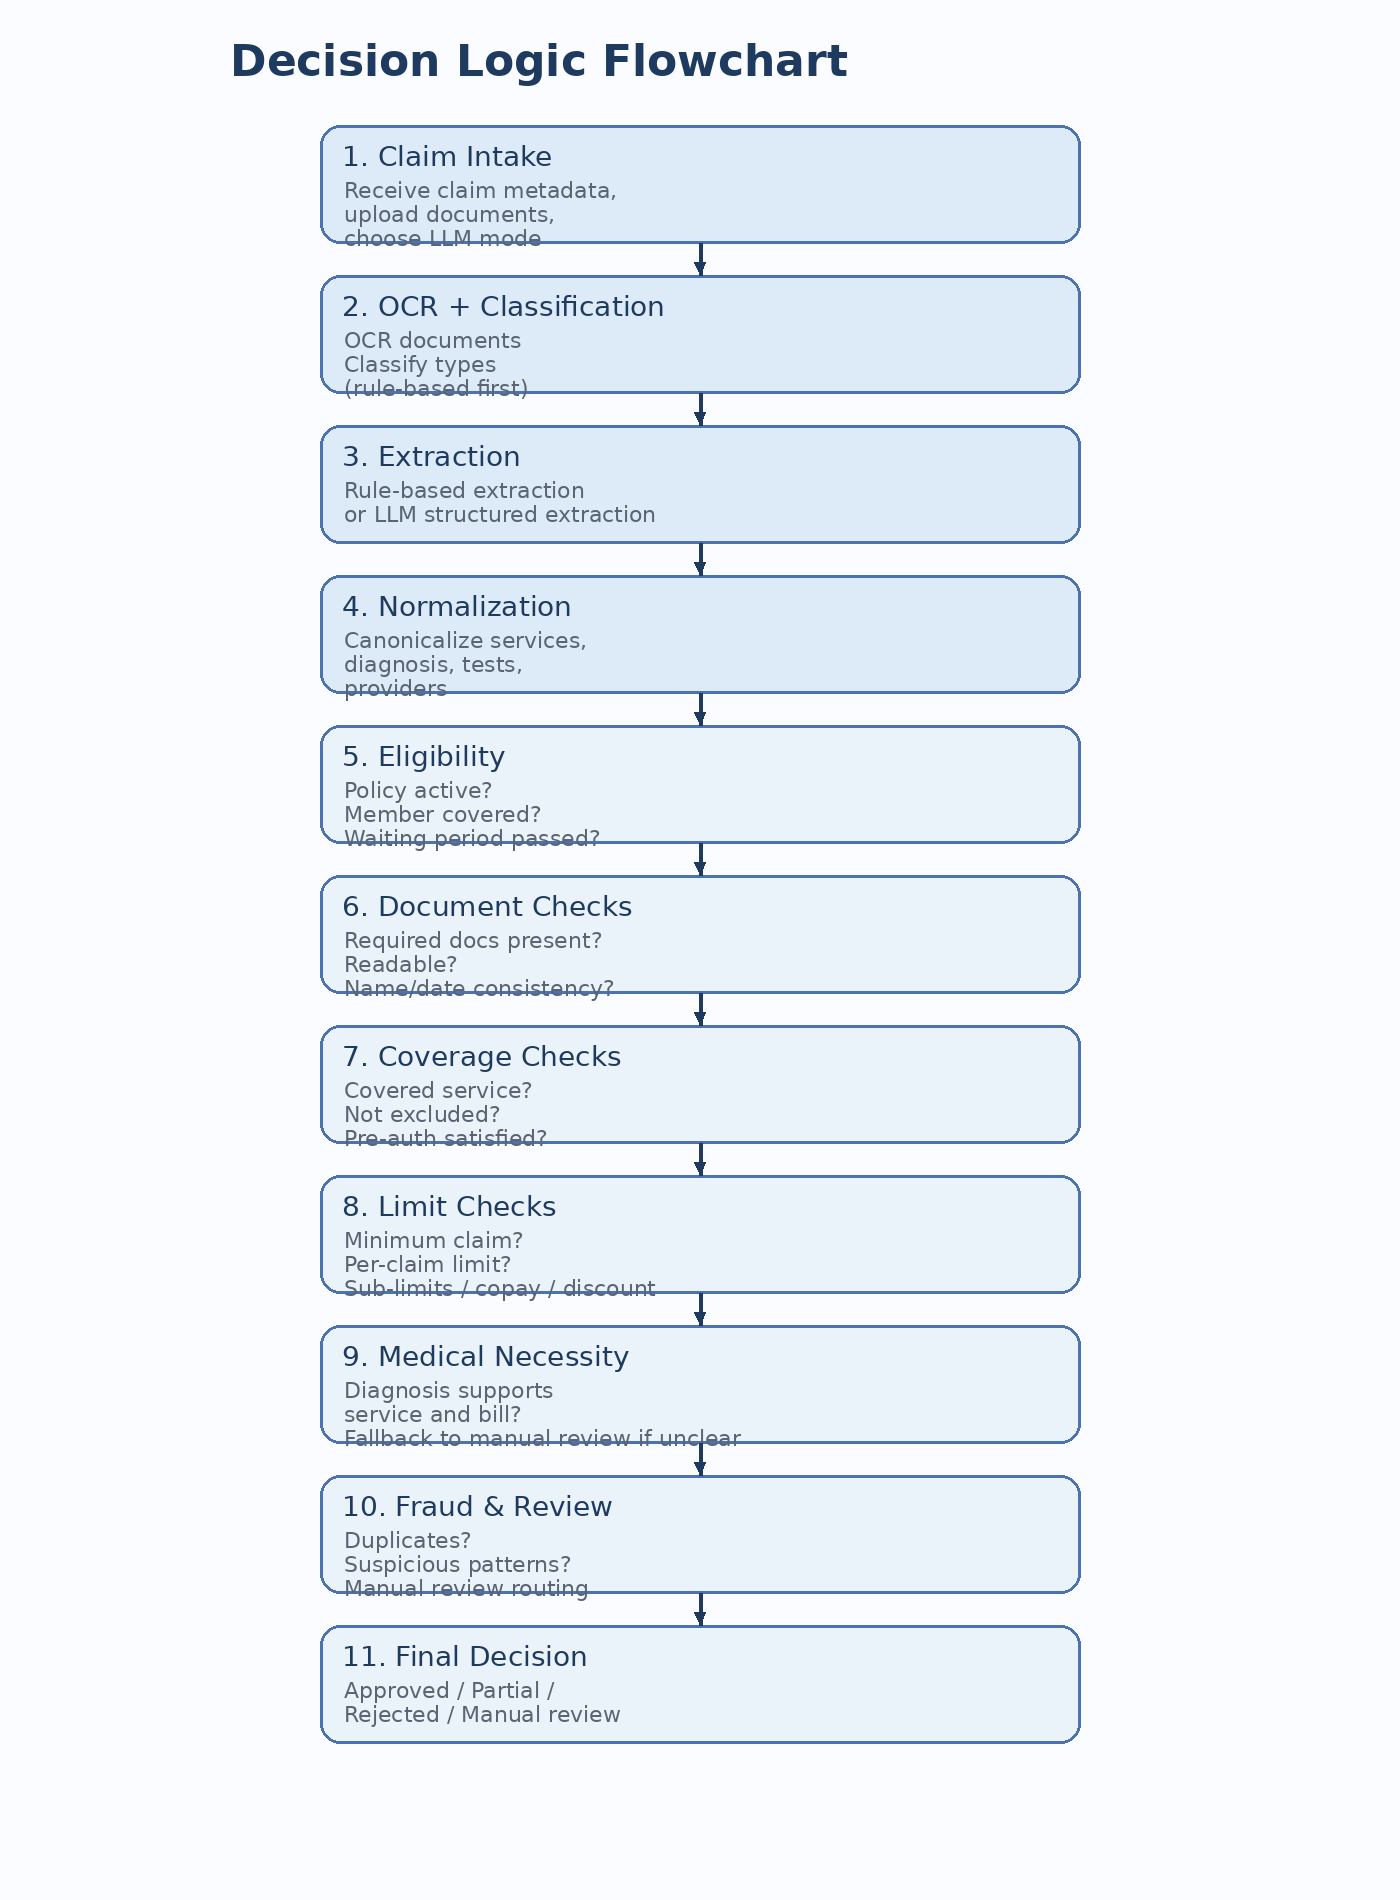 Decision Logic Flowchart
1. Claim Intake
Receive claim metadata,
upload documents,
choose LLM mode
2. OCR + Classification
OCR documents
Classify types
(rule-based first)
3. Extraction
Rule-based extraction
or LLM structured extraction
4. Normalization
Canonicalize services,
diagnosis, tests,
providers
5. Eligibility
Policy active?
Member covered?
Waiting period passed?
6. Document Checks
Required docs present?
Readable?
Name/date consistency?
7. Coverage Checks
Covered service?
Not excluded?
Pre-auth satisfied?
8. Limit Checks
Minimum claim?
Per-claim limit?
Sub-limits / copay / discount
9. Medical Necessity
Diagnosis supports
service and bill?
Fallback to manual review if unclear
10. Fraud & Review
Duplicates?
Suspicious patterns?
Manual review routing
11. Final Decision
Approved / Partial /
Rejected / Manual review